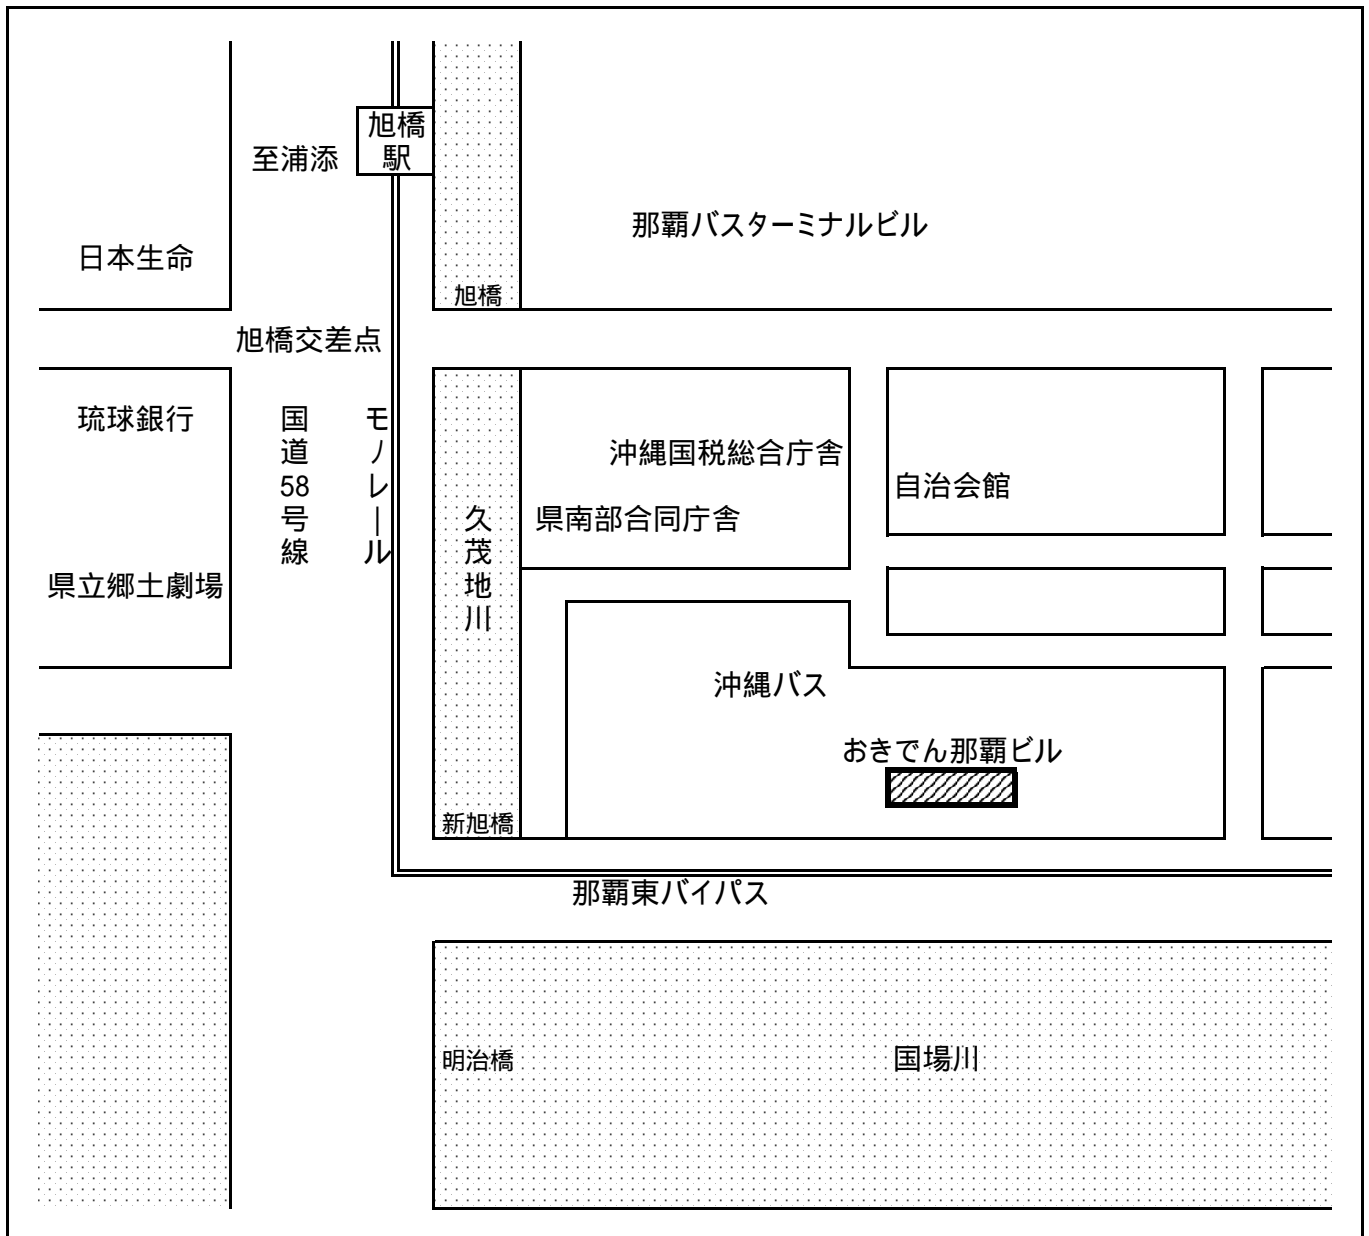 旭橋
駅
至浦添
那覇バスターミナルビル
日本生命
旭橋
旭橋交差点
琉球銀行
国道58号線
モノレール
沖縄国税総合庁舎
自治会館
県南部合同庁舎
久茂地川
県立郷土劇場
沖縄バス
おきでん那覇ビル
新旭橋
那覇東バイパス
明治橋
国場川